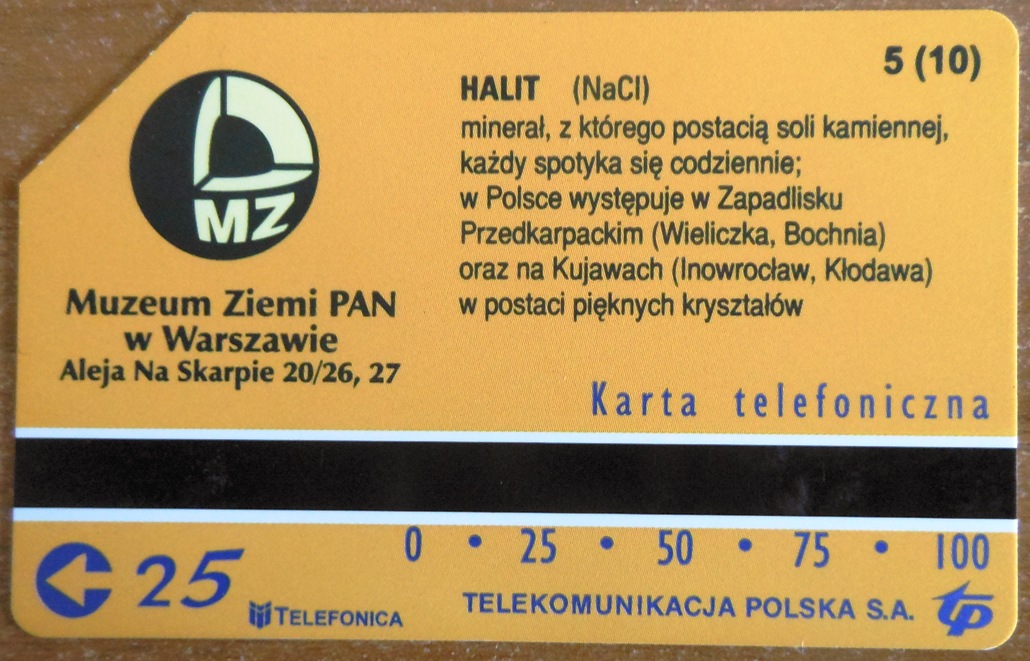 5 (10)
MZ
Muzeum Ziemi PAN
w Warszawie
Aleja Na Skarpie 20/26, 27
HALIT (NaCl)
minerał, z którego postacią soli kamiennej,
każdy spotyka się codziennie;
w Polsce występuje w Zapadlisku
Przedkarpackim (Wieliczka, Bochnia)
oraz na Kujawach (Inowrocław, Kłodawa)
w postaci pięknych kryształów
Karta telefoniczna
0 • 25 • 50 • 75 • 100
25
TELEFONICA
TELEKOMUNIKACJA POLSKA S.A.
tp